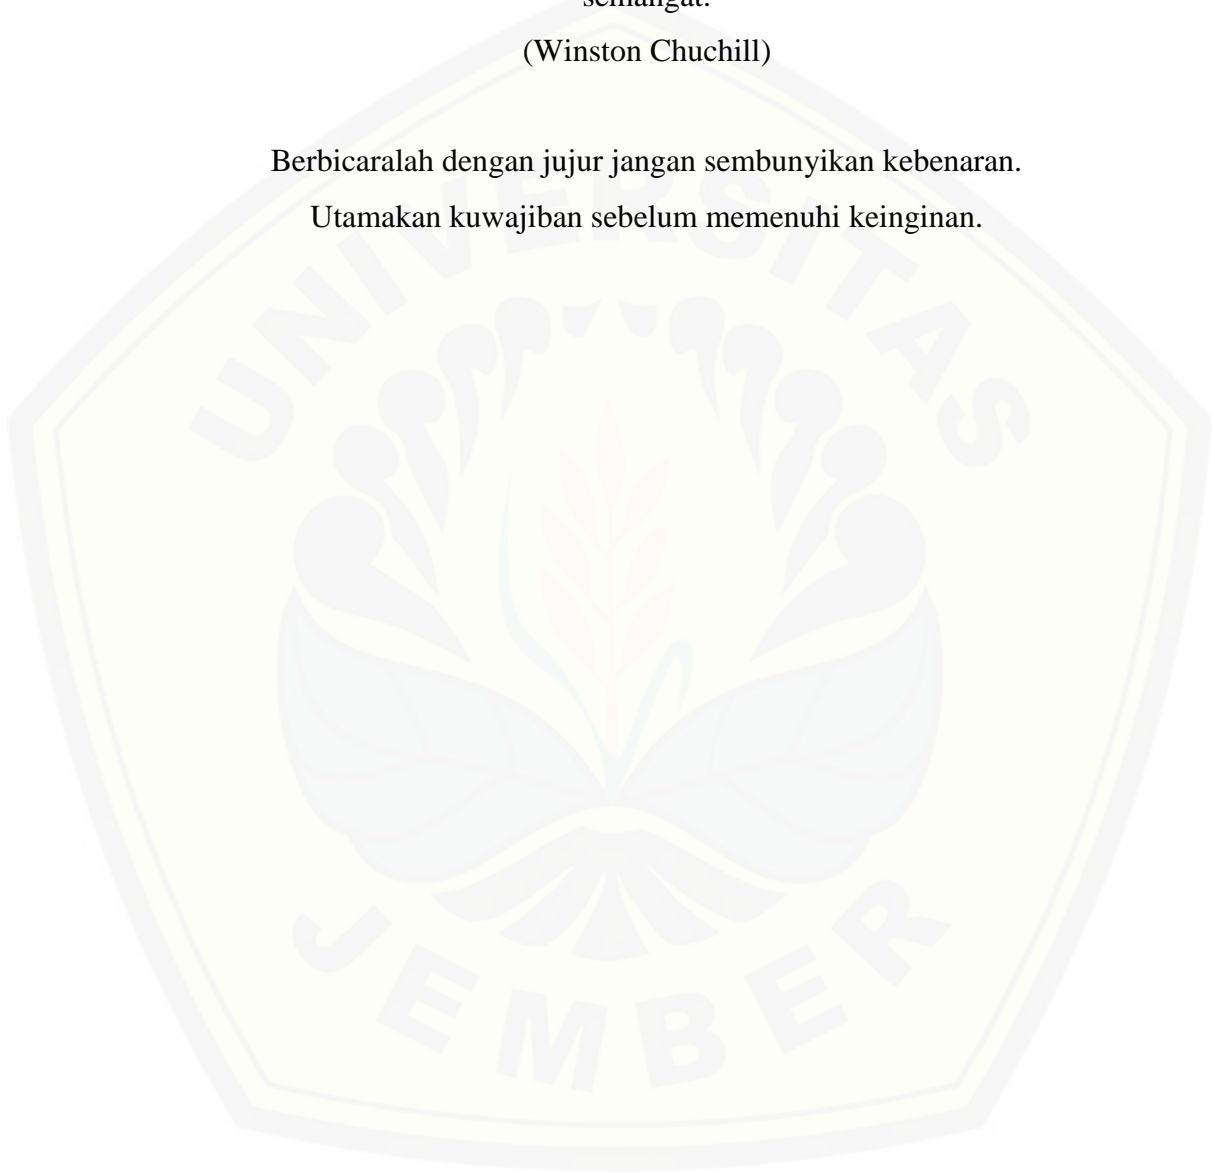 semangat.
(Winston Chuchill)
Berbicaralah dengan jujur jangan sembunyikan kebenaran.
Utamakan kuwajiban sebelum memenuhi keinginan.
UNIVERSITAS
JEMBER